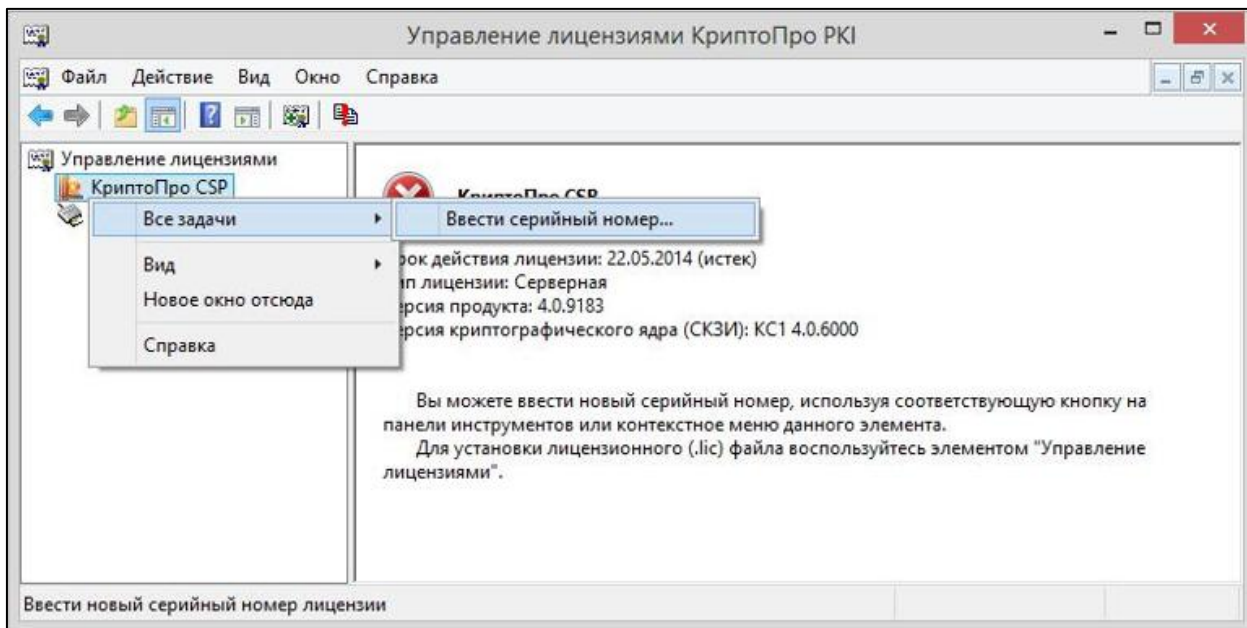 Управление лицензиями КриптоПро PKI
Файл Действие Вид Окно Справка
Управление лицензиями
КриптоПро CSP
КриптоПро CSP
Все задачи
Ввести серийный номер...
Вид
Новое окно отсюда
Справка
рок действия лицензии: 22.05.2014 (истек)
ип лицензии: Серверная
ерсия продукта: 4.0.9183
ерсия криптографического ядра (СКЗИ): КС1 4.0.6000
Вы можете ввести новый серийный номер, используя соответствующую кнопку на
панели инструментов или контекстное меню данного элемента.
Для установки лицензионного (.lic) файла воспользуйтесь элементом "Управление
лицензиями".
Ввести новый серийный номер лицензии